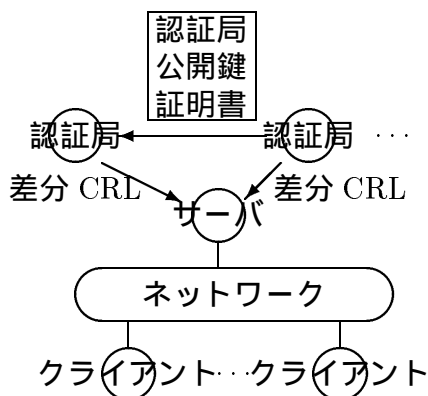 認証局
公開鍵
証明書
認証局 認証局 ···
差分 CRL 差分 CRL
サーバ
ネットワーク
クライアント···クライアント